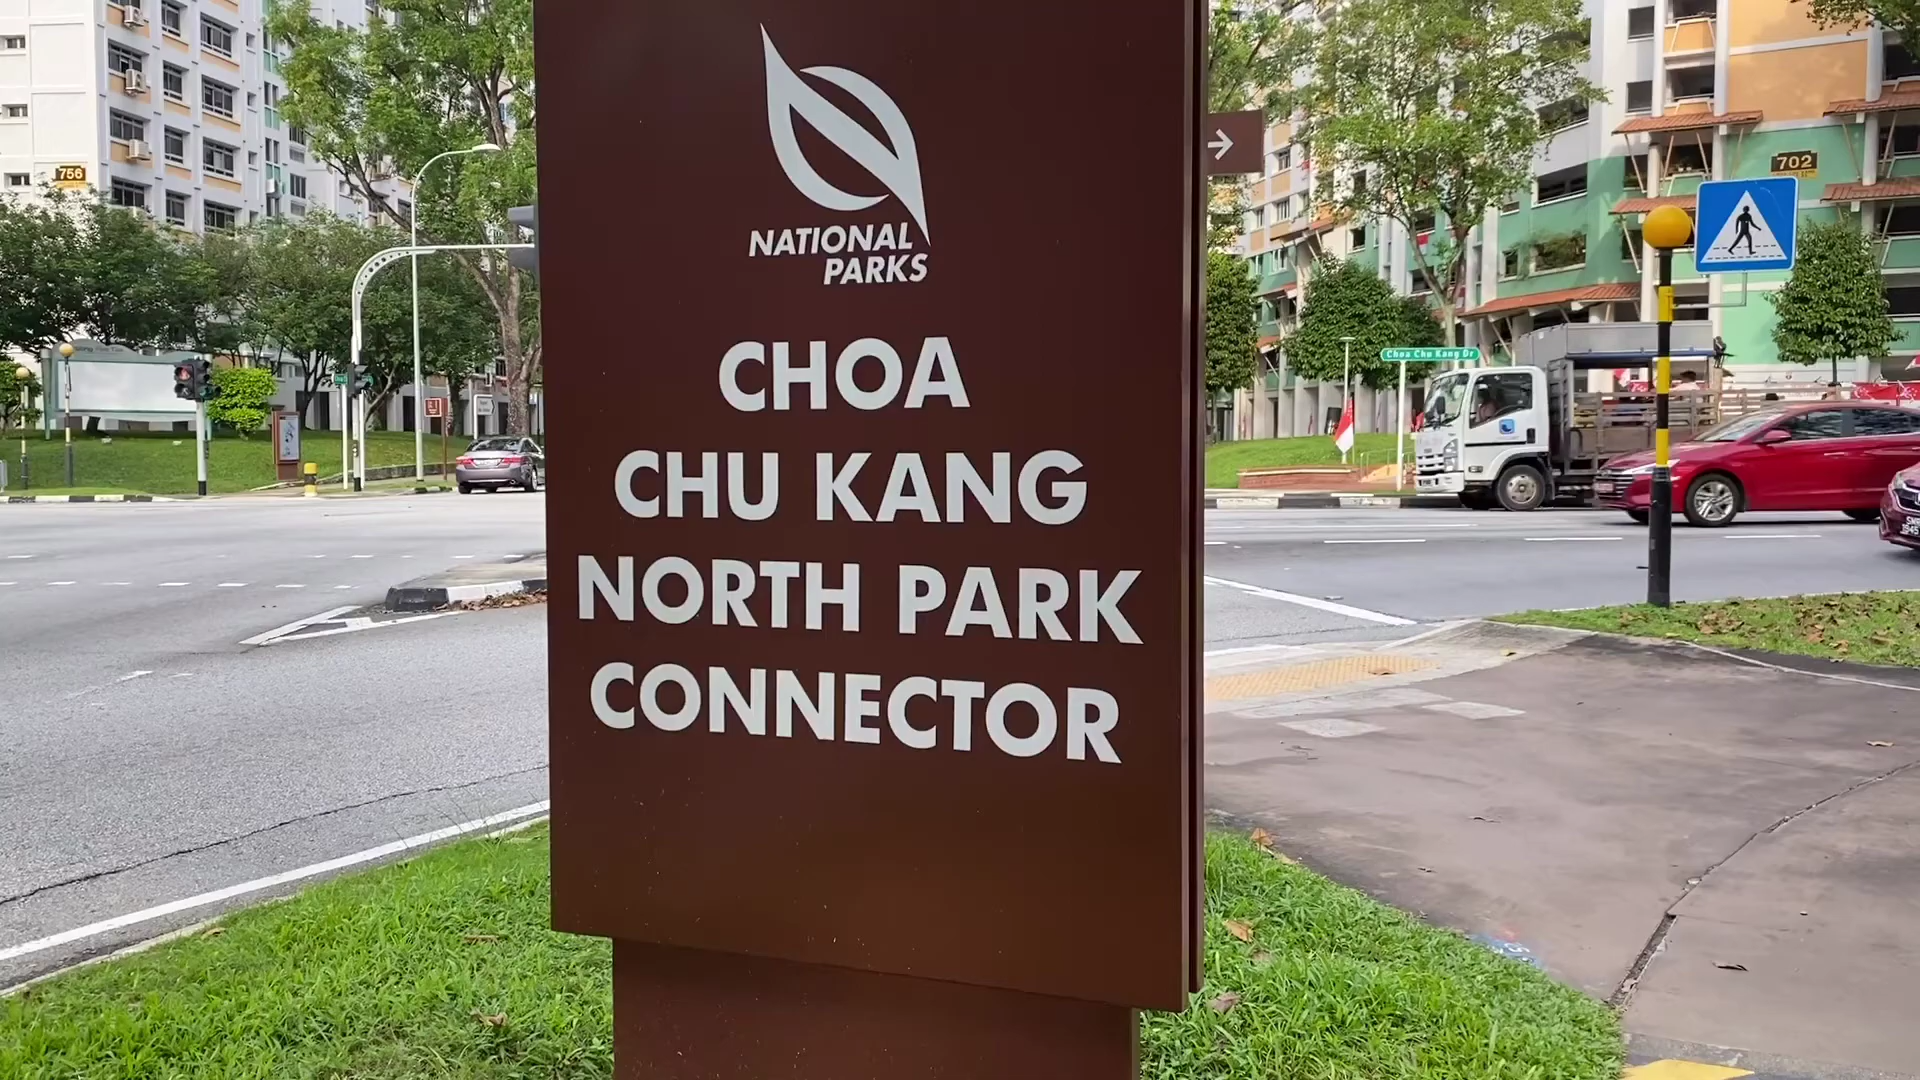 NATIONAL
PARKS
CHOA
CHU KANG
NORTH PARK
CONNECTOR
756
702
Choa Chu Kang Dr